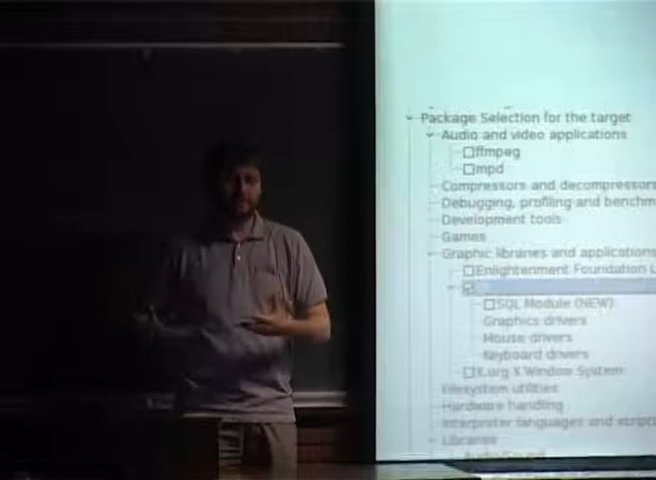 Package Selection for the target
Audio and video applications
ffmpeg
mpd
Compressors and decompressors
Debugging, profiling and benchm
Development tools
Games
Graphic libraries and applications
Enlightenment Foundation L
SQL Module (NEW)
Graphics drivers
Mouse drivers
Keyboard drivers
X.org X Window System
Filesystem utilities
Hardware handling
Interpreter languages and script
Libraries
Audio/Sound